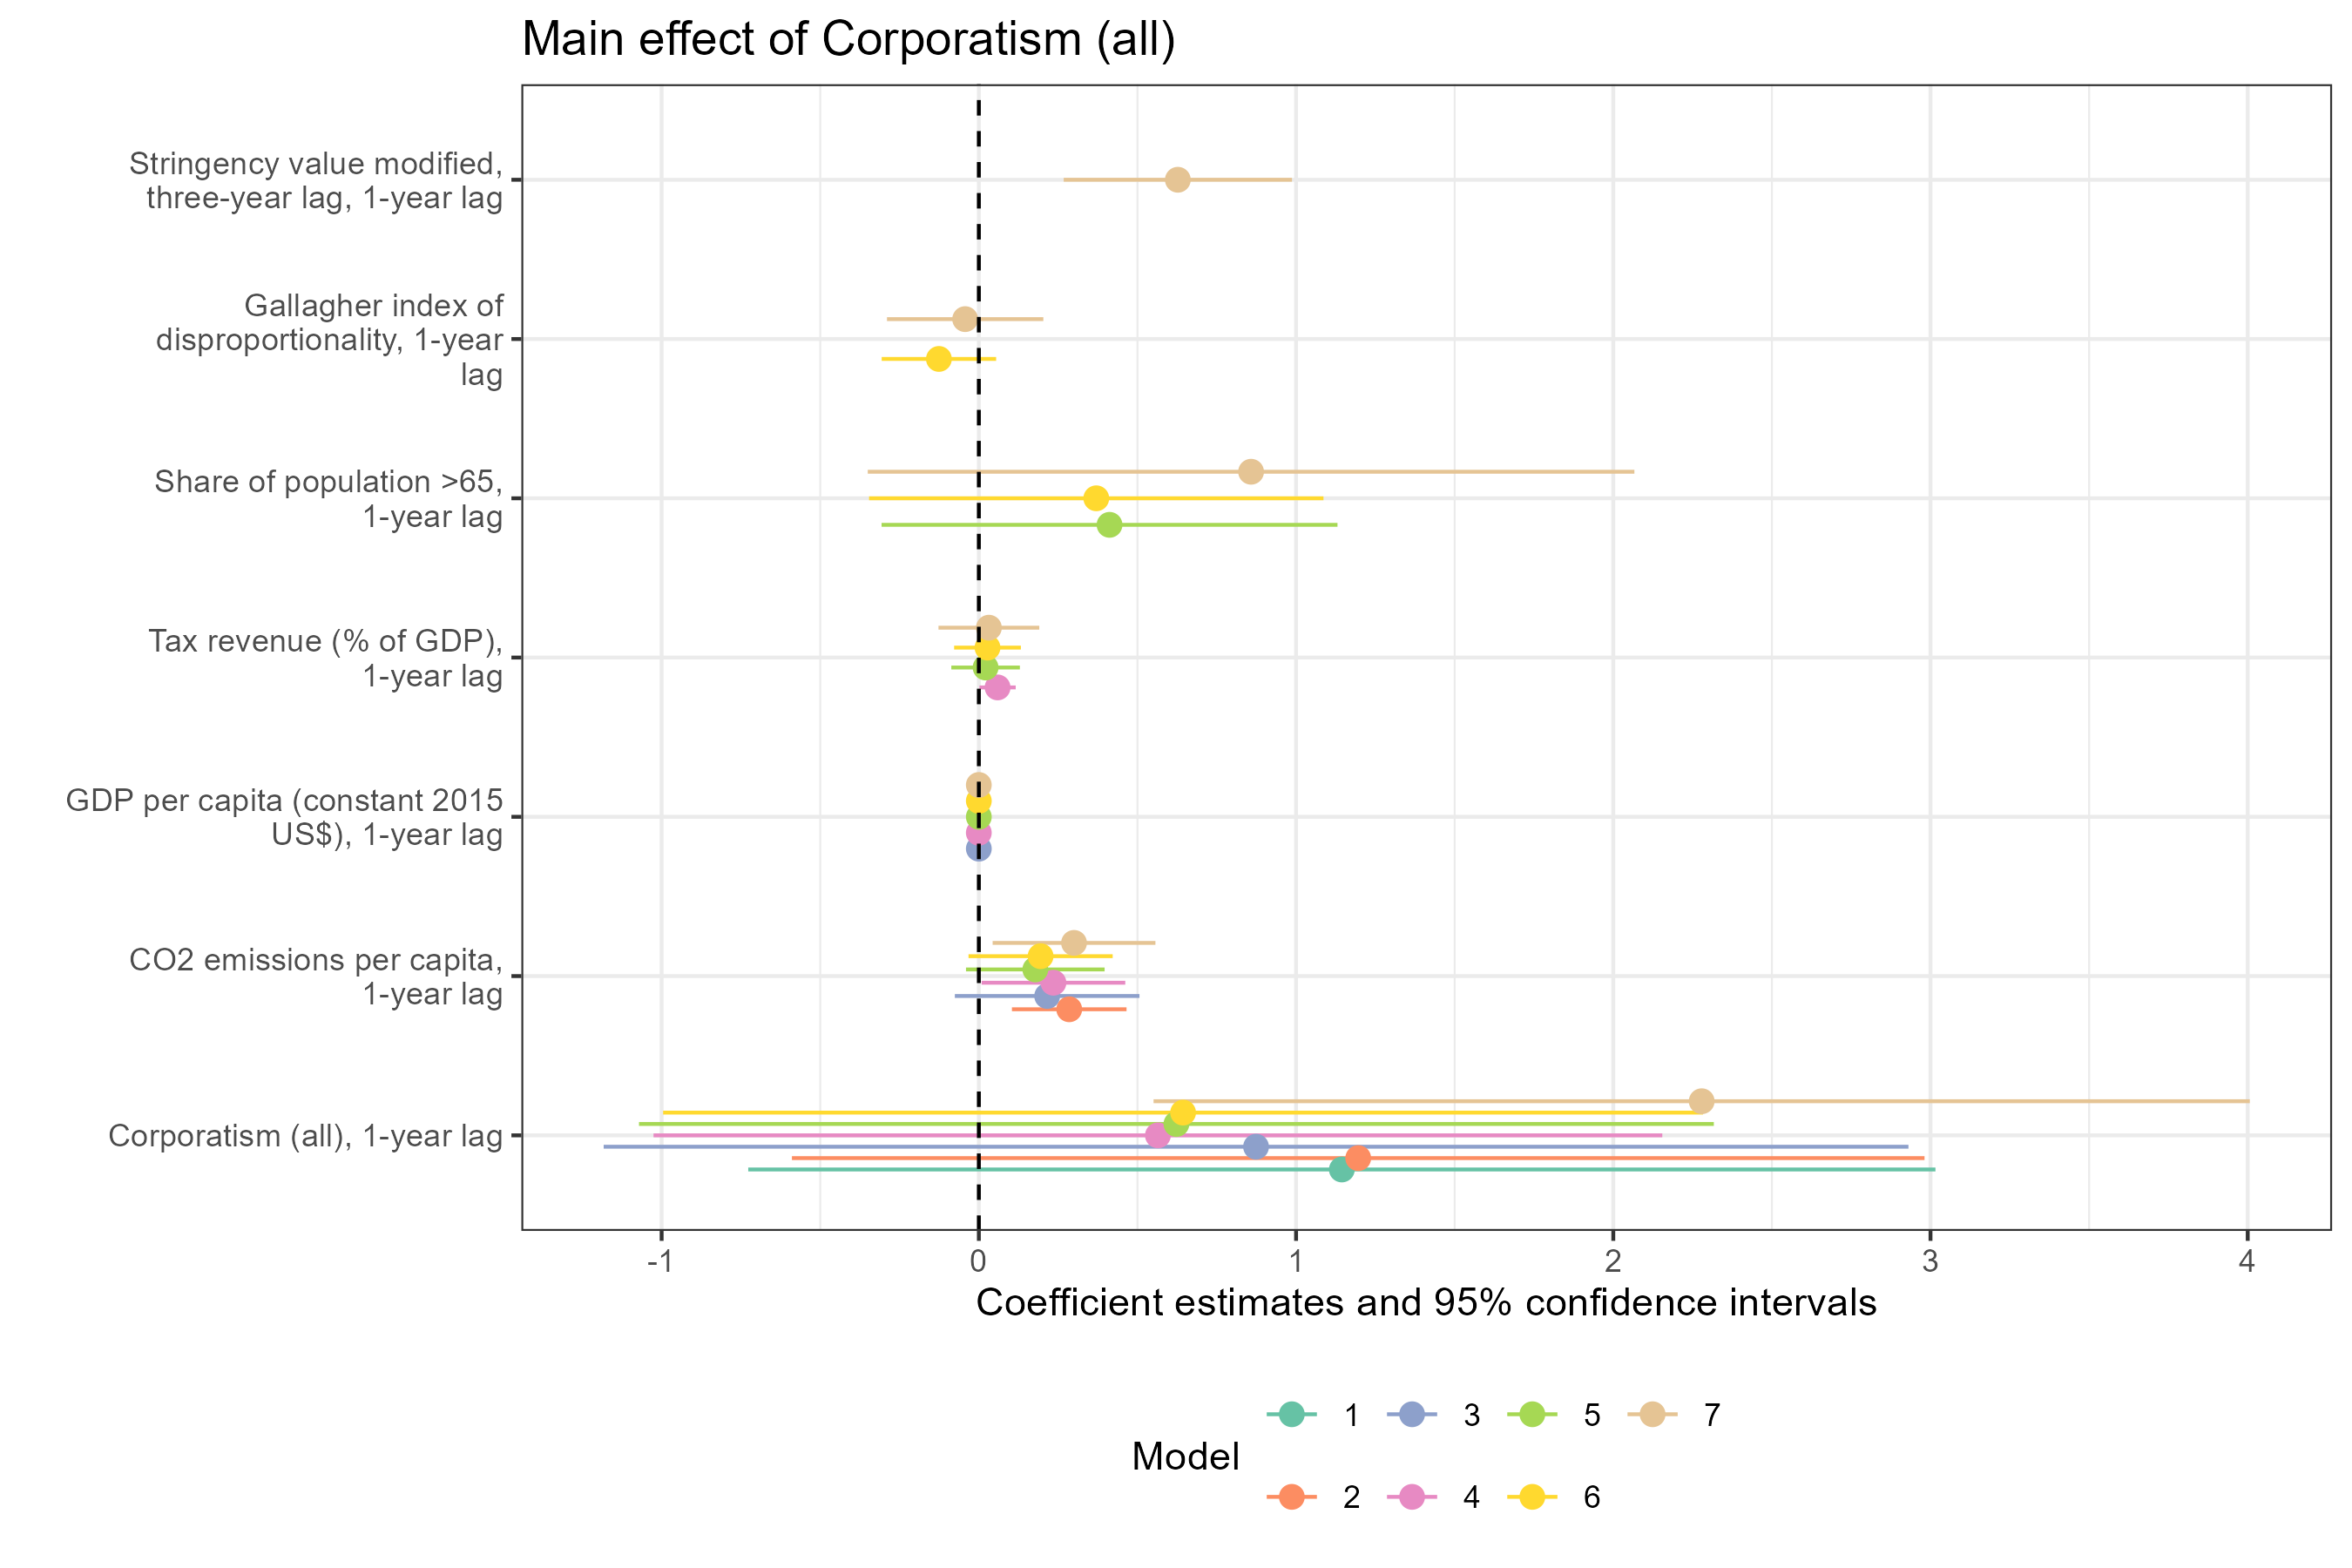 Main effect of Corporatism (all)
Stringency value modified,
three-year lag, 1-year lag
Gallagher index of
disproportionality, 1-year
lag
Share of population >65,
1-year lag
Tax revenue (% of GDP),
1-year lag
GDP per capita (constant 2015
US$), 1-year lag
CO2 emissions per capita,
1-year lag
Corporatism (all), 1-year lag
-1 0 1 2 3 4
Coefficient estimates and 95% confidence intervals
Model
1 3 5 7
2 4 6